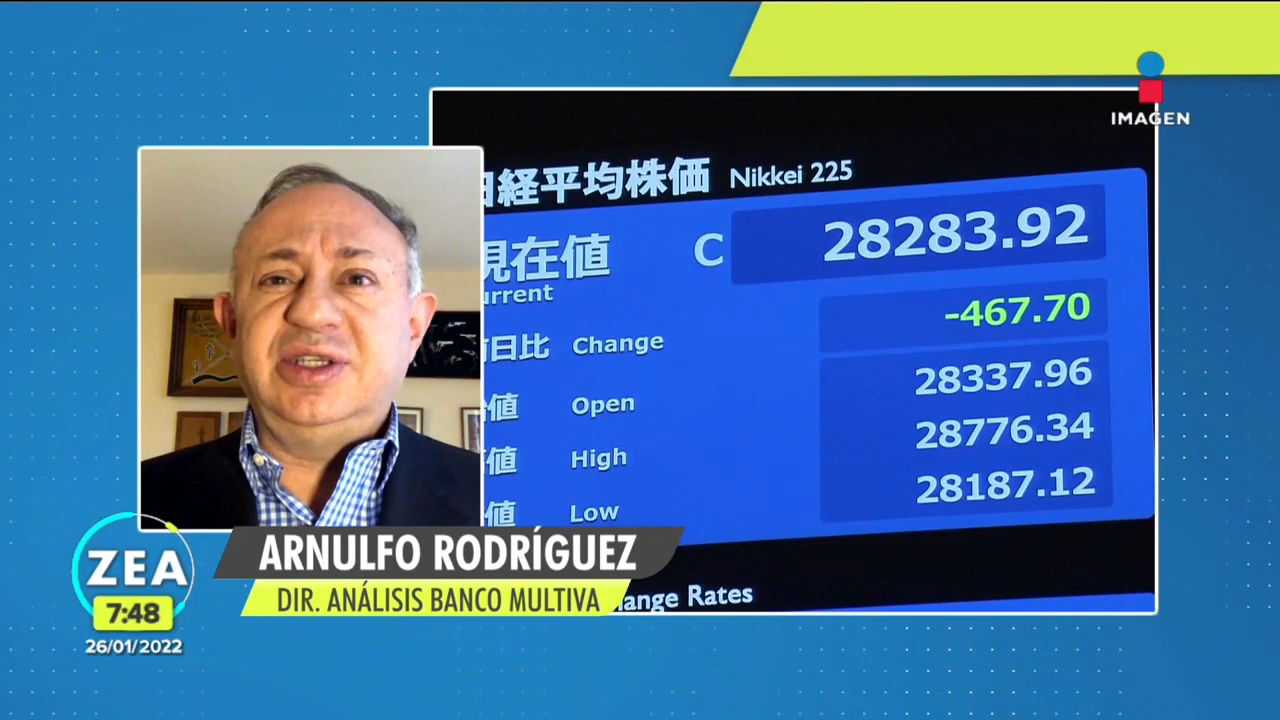 IMAGEN
経平均株価 Nikkei 225
現在値 C 28283.92
urrent
日比 Change -467.70
値 Open 28337.96
値 High 28776.34
値 Low 28187.12
ange Rates
ARNULFO RODRÍGUEZ
DIR. ANÁLISIS BANCO MULTIVA
ZEA
7:48
26/01/2022